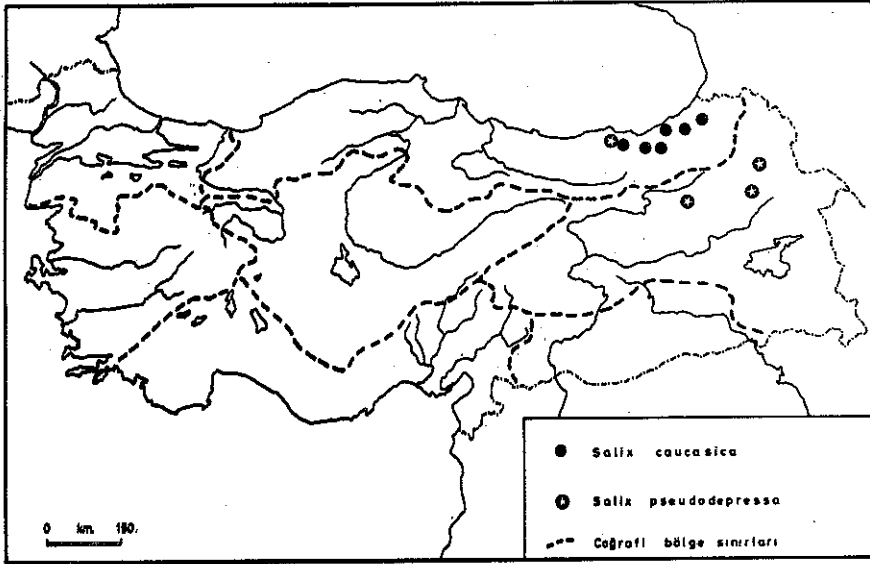 Salix caucasica
Salix pseudodepressa
Coğrafi bölge sınırları
0 km. 150.